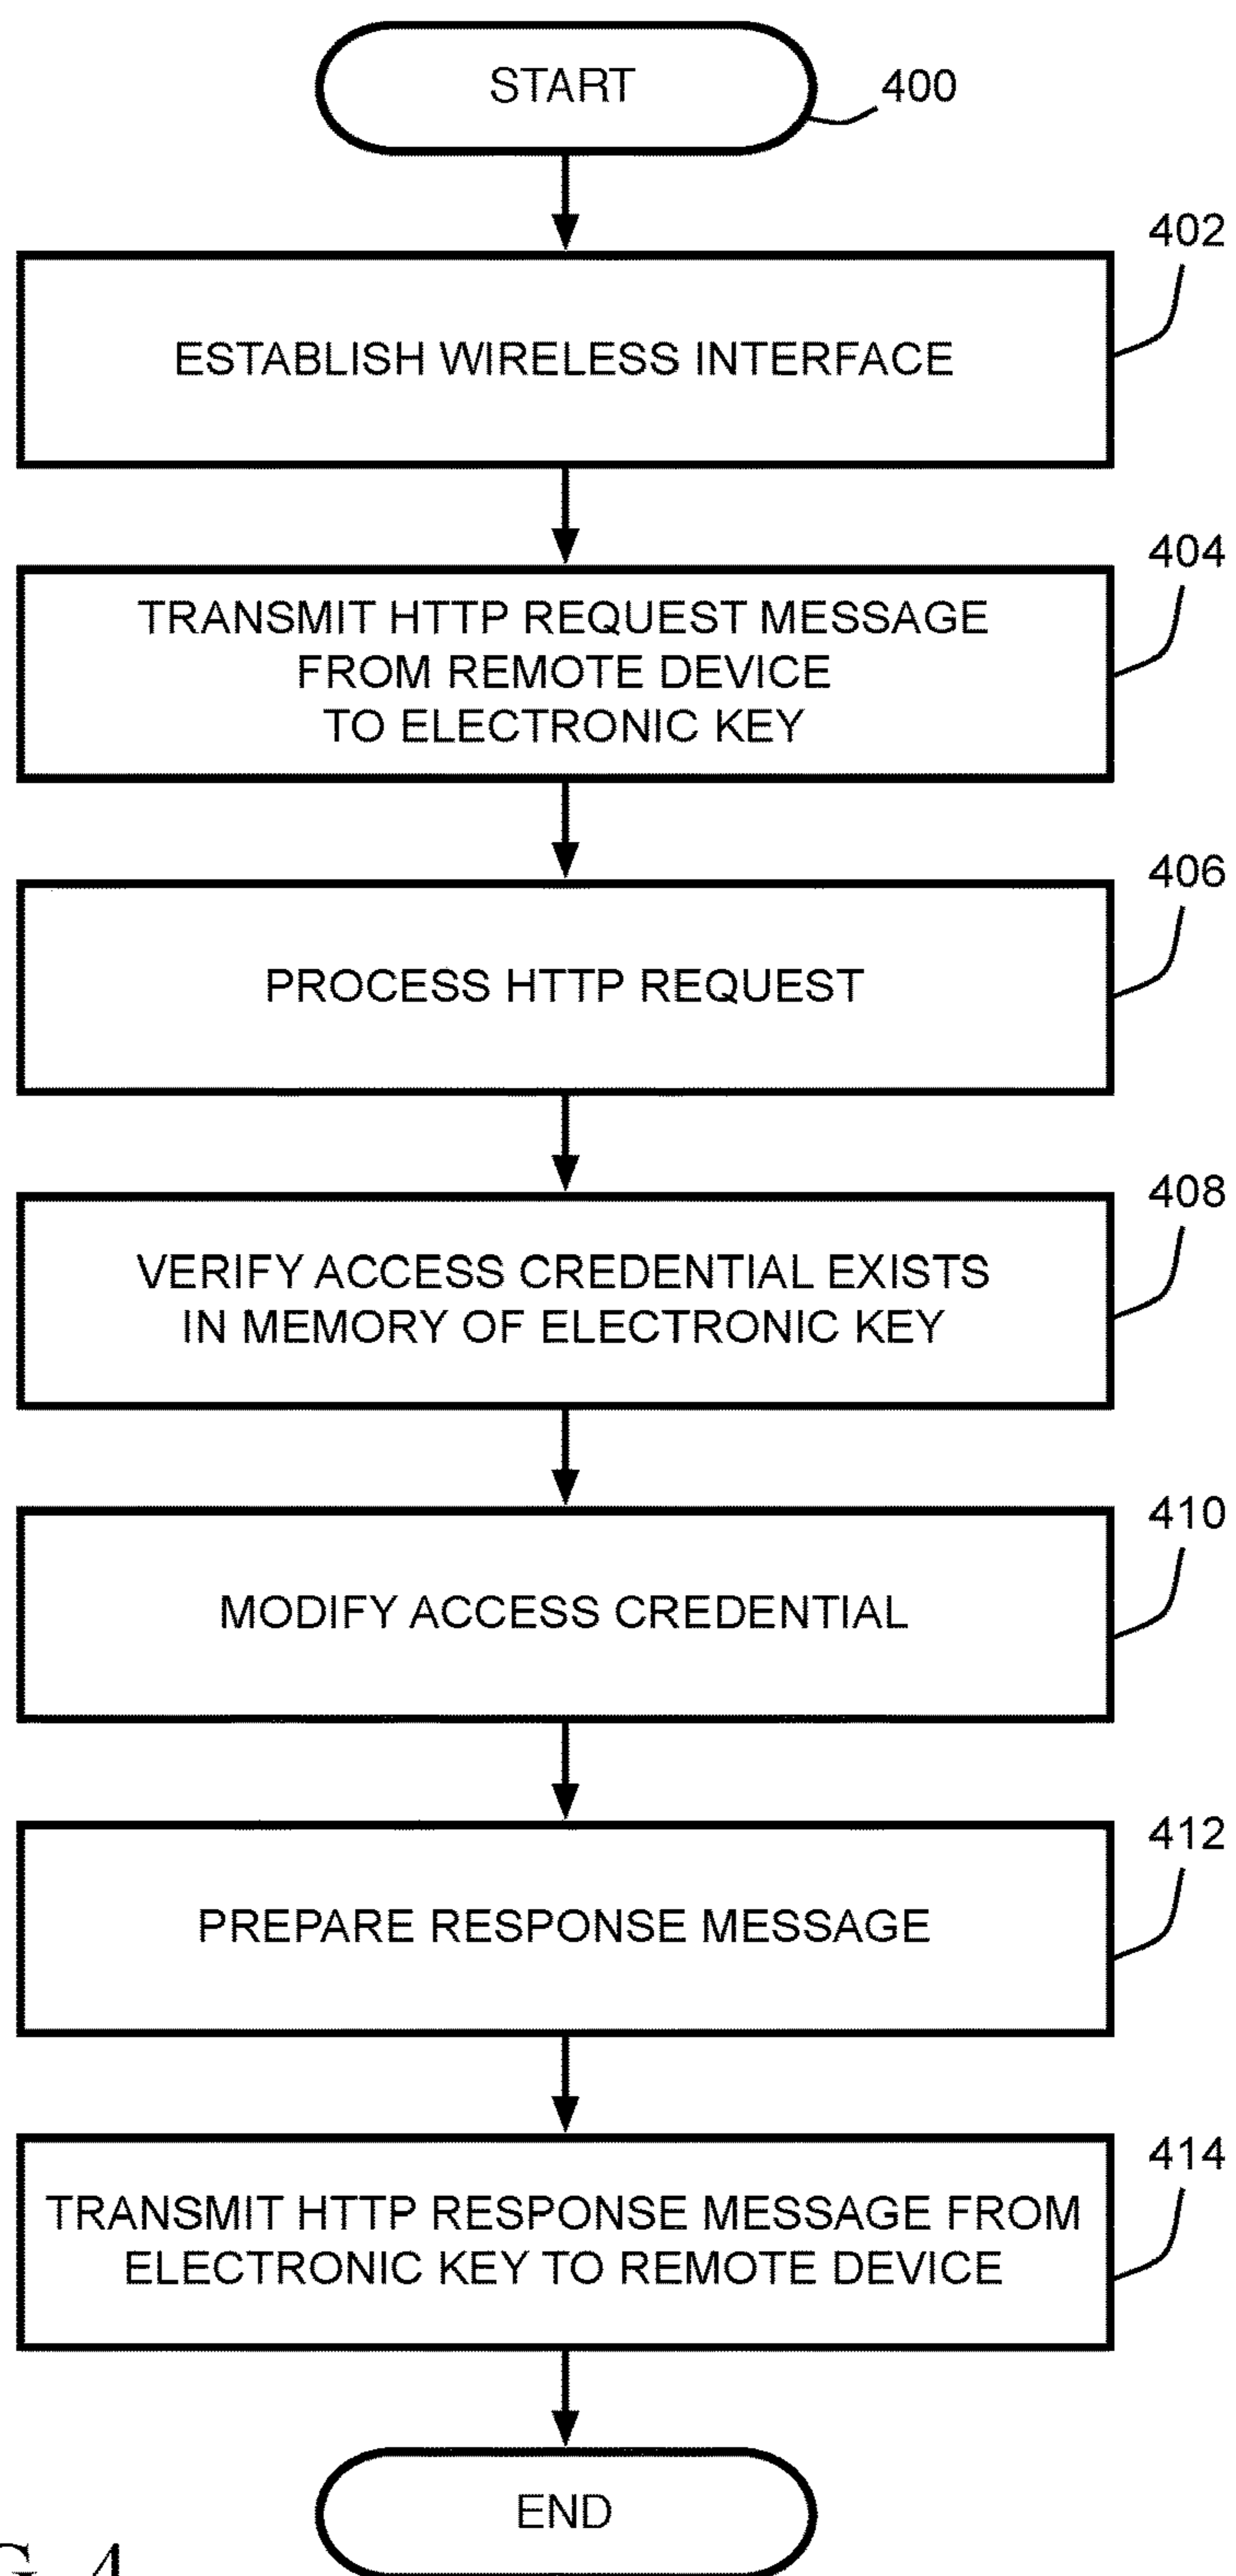 START
400
402
ESTABLISH WIRELESS INTERFACE
404
TRANSMIT HTTP REQUEST MESSAGE
FROM REMOTE DEVICE
TO ELECTRONIC KEY
406
PROCESS HTTP REQUEST
408
VERIFY ACCESS CREDENTIAL EXISTS
IN MEMORY OF ELECTRONIC KEY
410
MODIFY ACCESS CREDENTIAL
412
PREPARE RESPONSE MESSAGE
414
TRANSMIT HTTP RESPONSE MESSAGE FROM
ELECTRONIC KEY TO REMOTE DEVICE
END